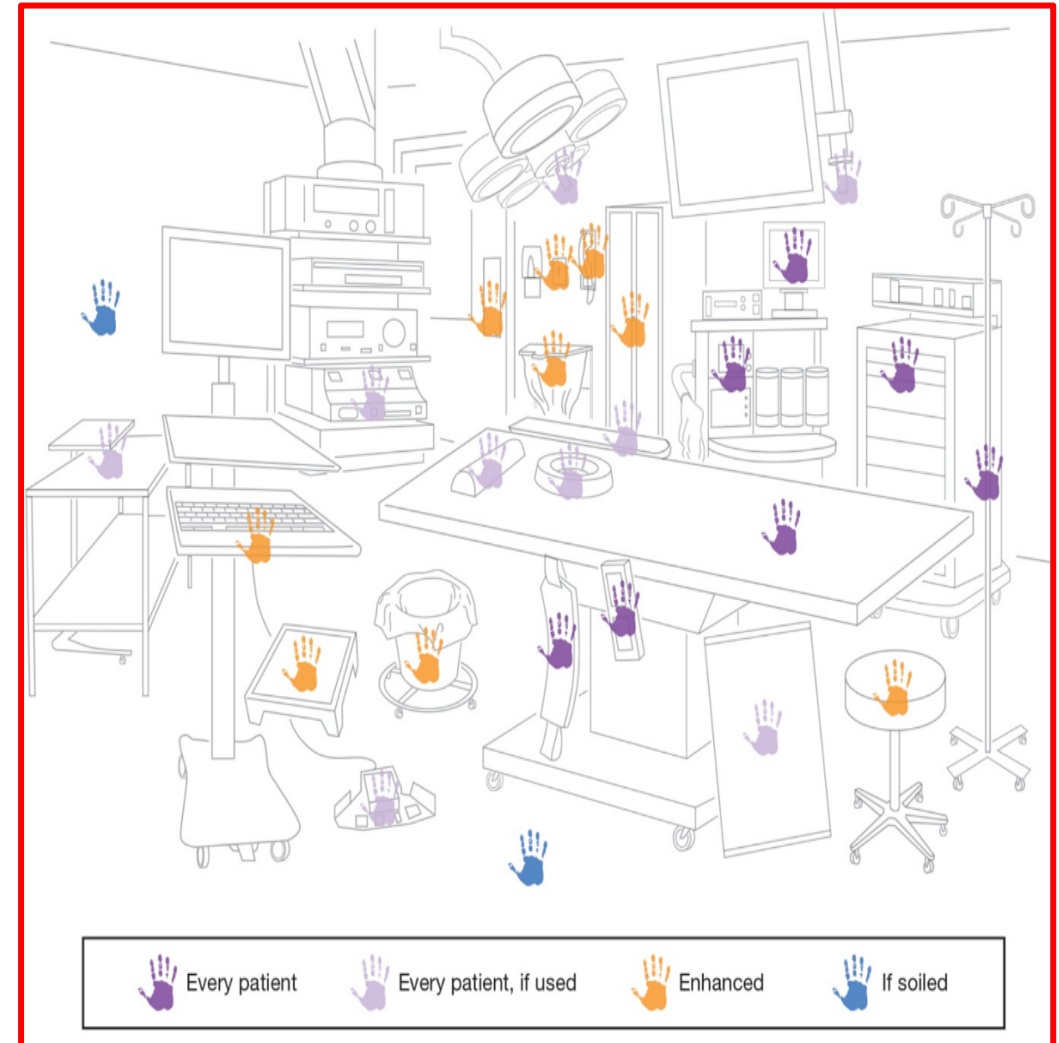 Every patient
Every patient, if used
Enhanced
If soiled